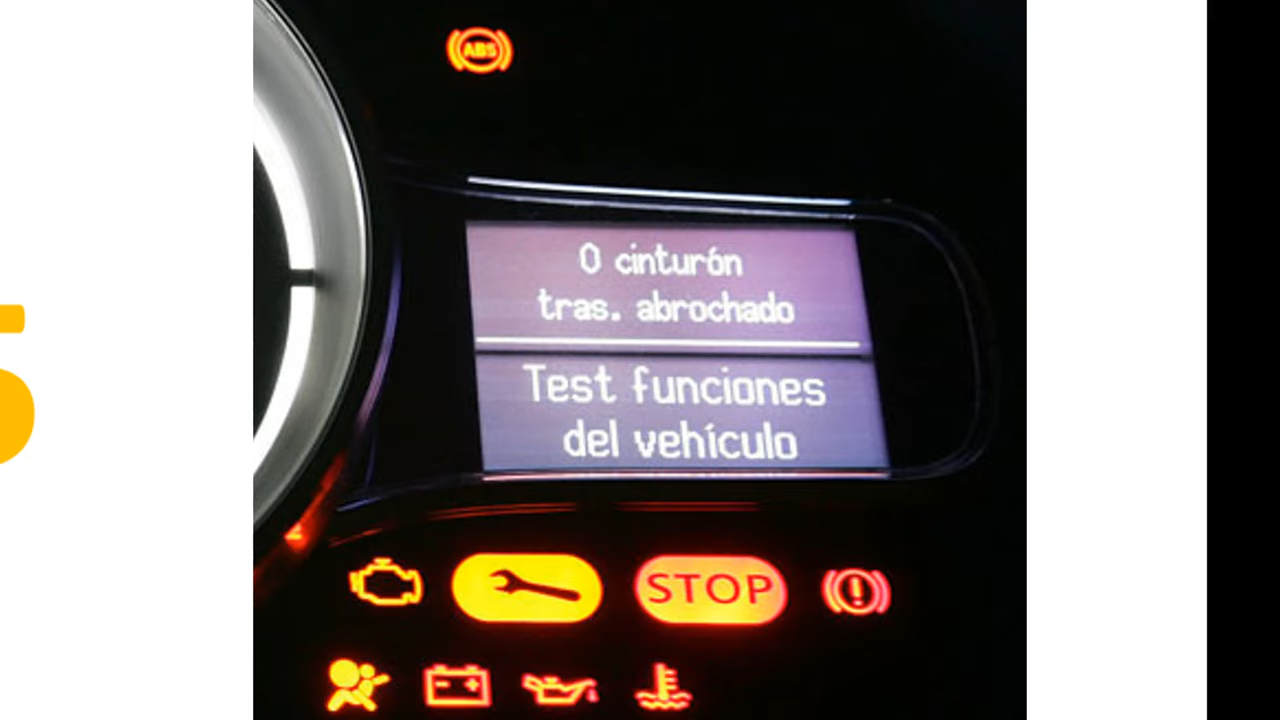 ABS
0 cinturón
tras. abrochado
Test funciones
del vehículo
STOP